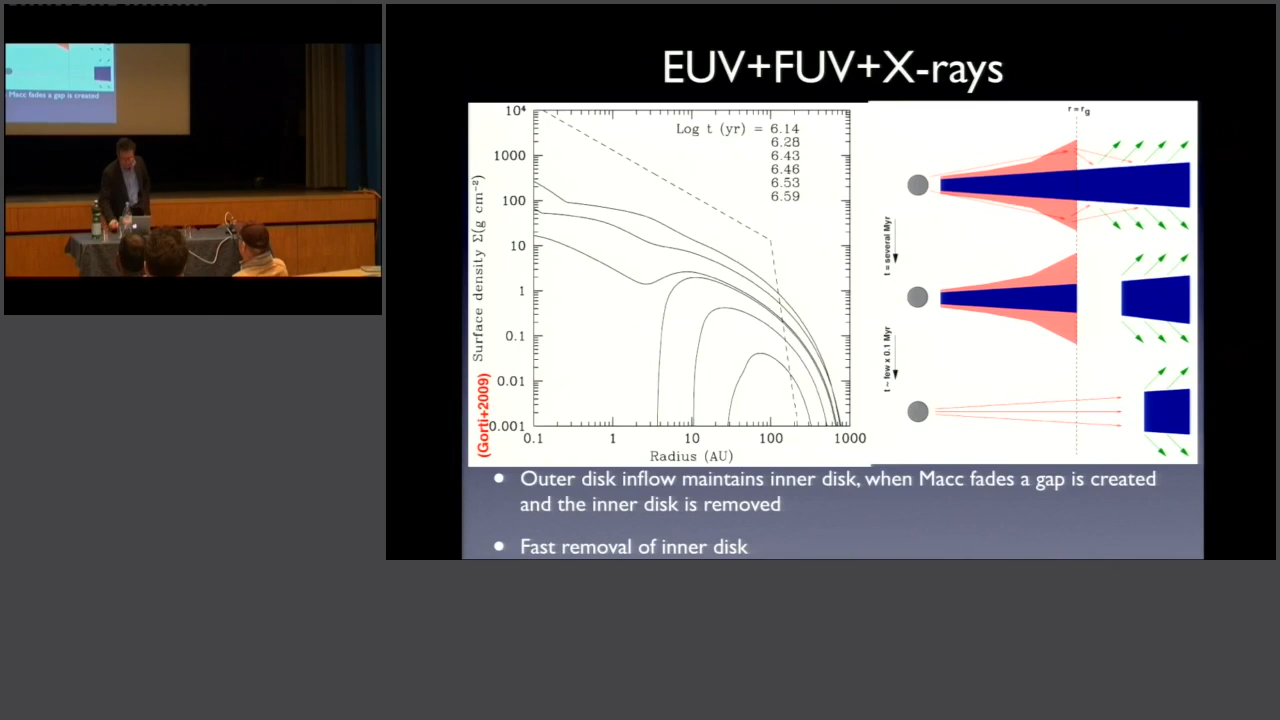 EUV+FUV+X-rays
Log t (yr) = 6.14
6.28
6.43
6.46
6.53
6.59
10⁴
1000
100
10
1
0.1
0.01
0.001
Surface density Σ(g cm⁻²)
(Gorti+2009)
0.1
1
10
100
1000
Radius (AU)
r = r_g
t = several Myr
t ~ few x 0.1 Myr
Outer disk inflow maintains inner disk, when Macc fades a gap is created
and the inner disk is removed
Fast removal of inner disk
Macc fades a gap is created